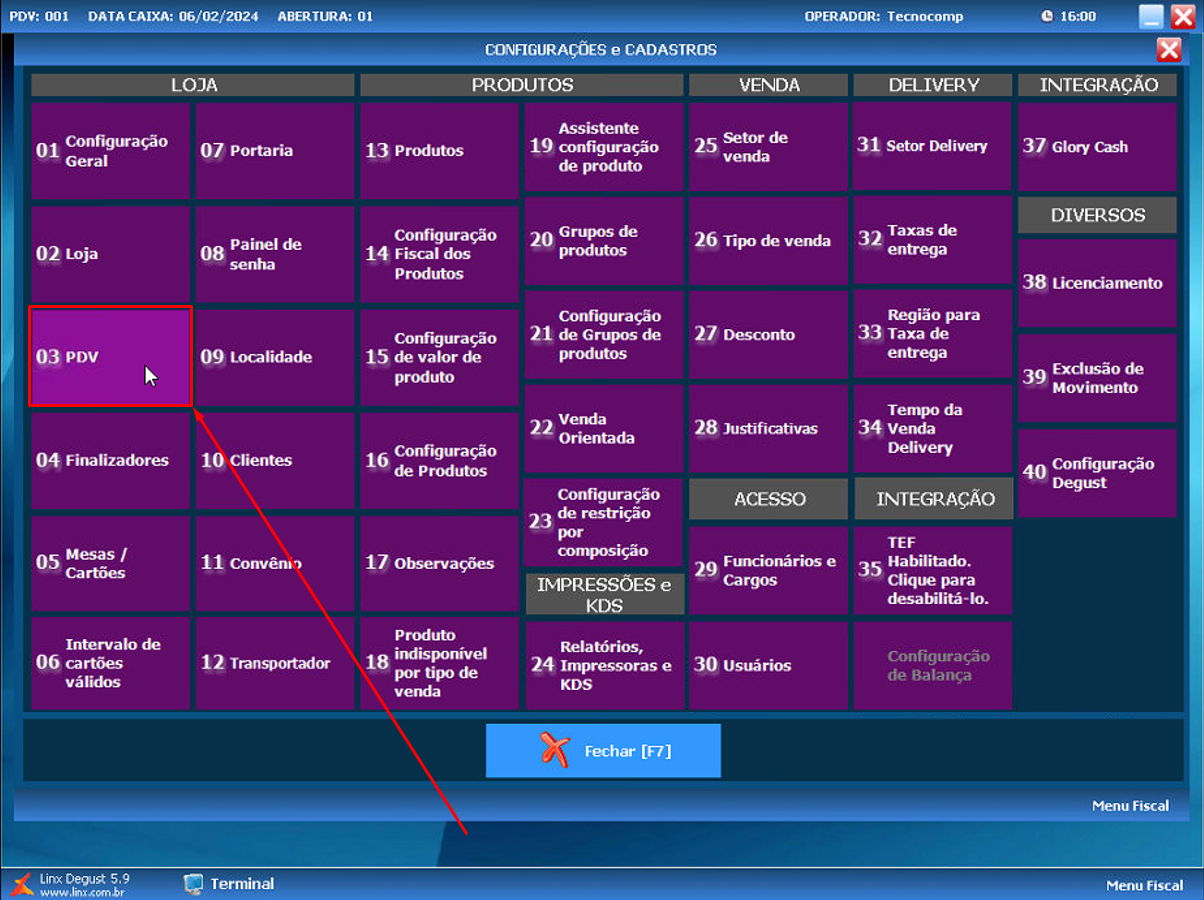 PDV: 001 DATA CAIXA: 06/02/2024 ABERTURA: 01 OPERADOR: Tecnocomp 16:00
CONFIGURAÇÕES e CADASTROS
LOJA
01 Configuração
Geral
02 Loja
03 PDV
04 Finalizadores
05 Mesas /
Cartões
06 Intervalo de
cartões
válidos
07 Portaria
08 Painel de
senha
09 Localidade
10 Clientes
11 Convênio
12 Transportador
PRODUTOS
13 Produtos
14 Configuração
Fiscal dos
Produtos
15 Configuração
de valor de
produto
16 Configuração
de Produtos
17 Observações
18 Produto
indisponível
por tipo de
venda
19 Assistente
configuração
de produto
20 Grupos de
produtos
21 Configuração
de Grupos de
produtos
22 Venda
Orientada
23 Configuração
de restrição
por
composição
IMPRESSÕES e
KDS
24 Relatórios,
Impressoras e
KDS
VENDA
25 Setor de
venda
26 Tipo de venda
27 Desconto
28 Justificativas
ACESSO
29 Funcionários e
Cargos
30 Usuários
DELIVERY
31 Setor Delivery
32 Taxas de
entrega
33 Região para
Taxa de
entrega
34 Tempo da
Venda
Delivery
INTEGRAÇÃO
35 TEF
Habilitado.
Clique para
desabilitá-lo.
Configuração
de Balança
INTEGRAÇÃO
37 Glory Cash
DIVERSOS
38 Licenciamento
39 Exclusão de
Movimento
40 Configuração
Degust
Fechar [F7]
Menu Fiscal
Linx Degust 5.9
www.linx.com.br
Terminal
Menu Fiscal